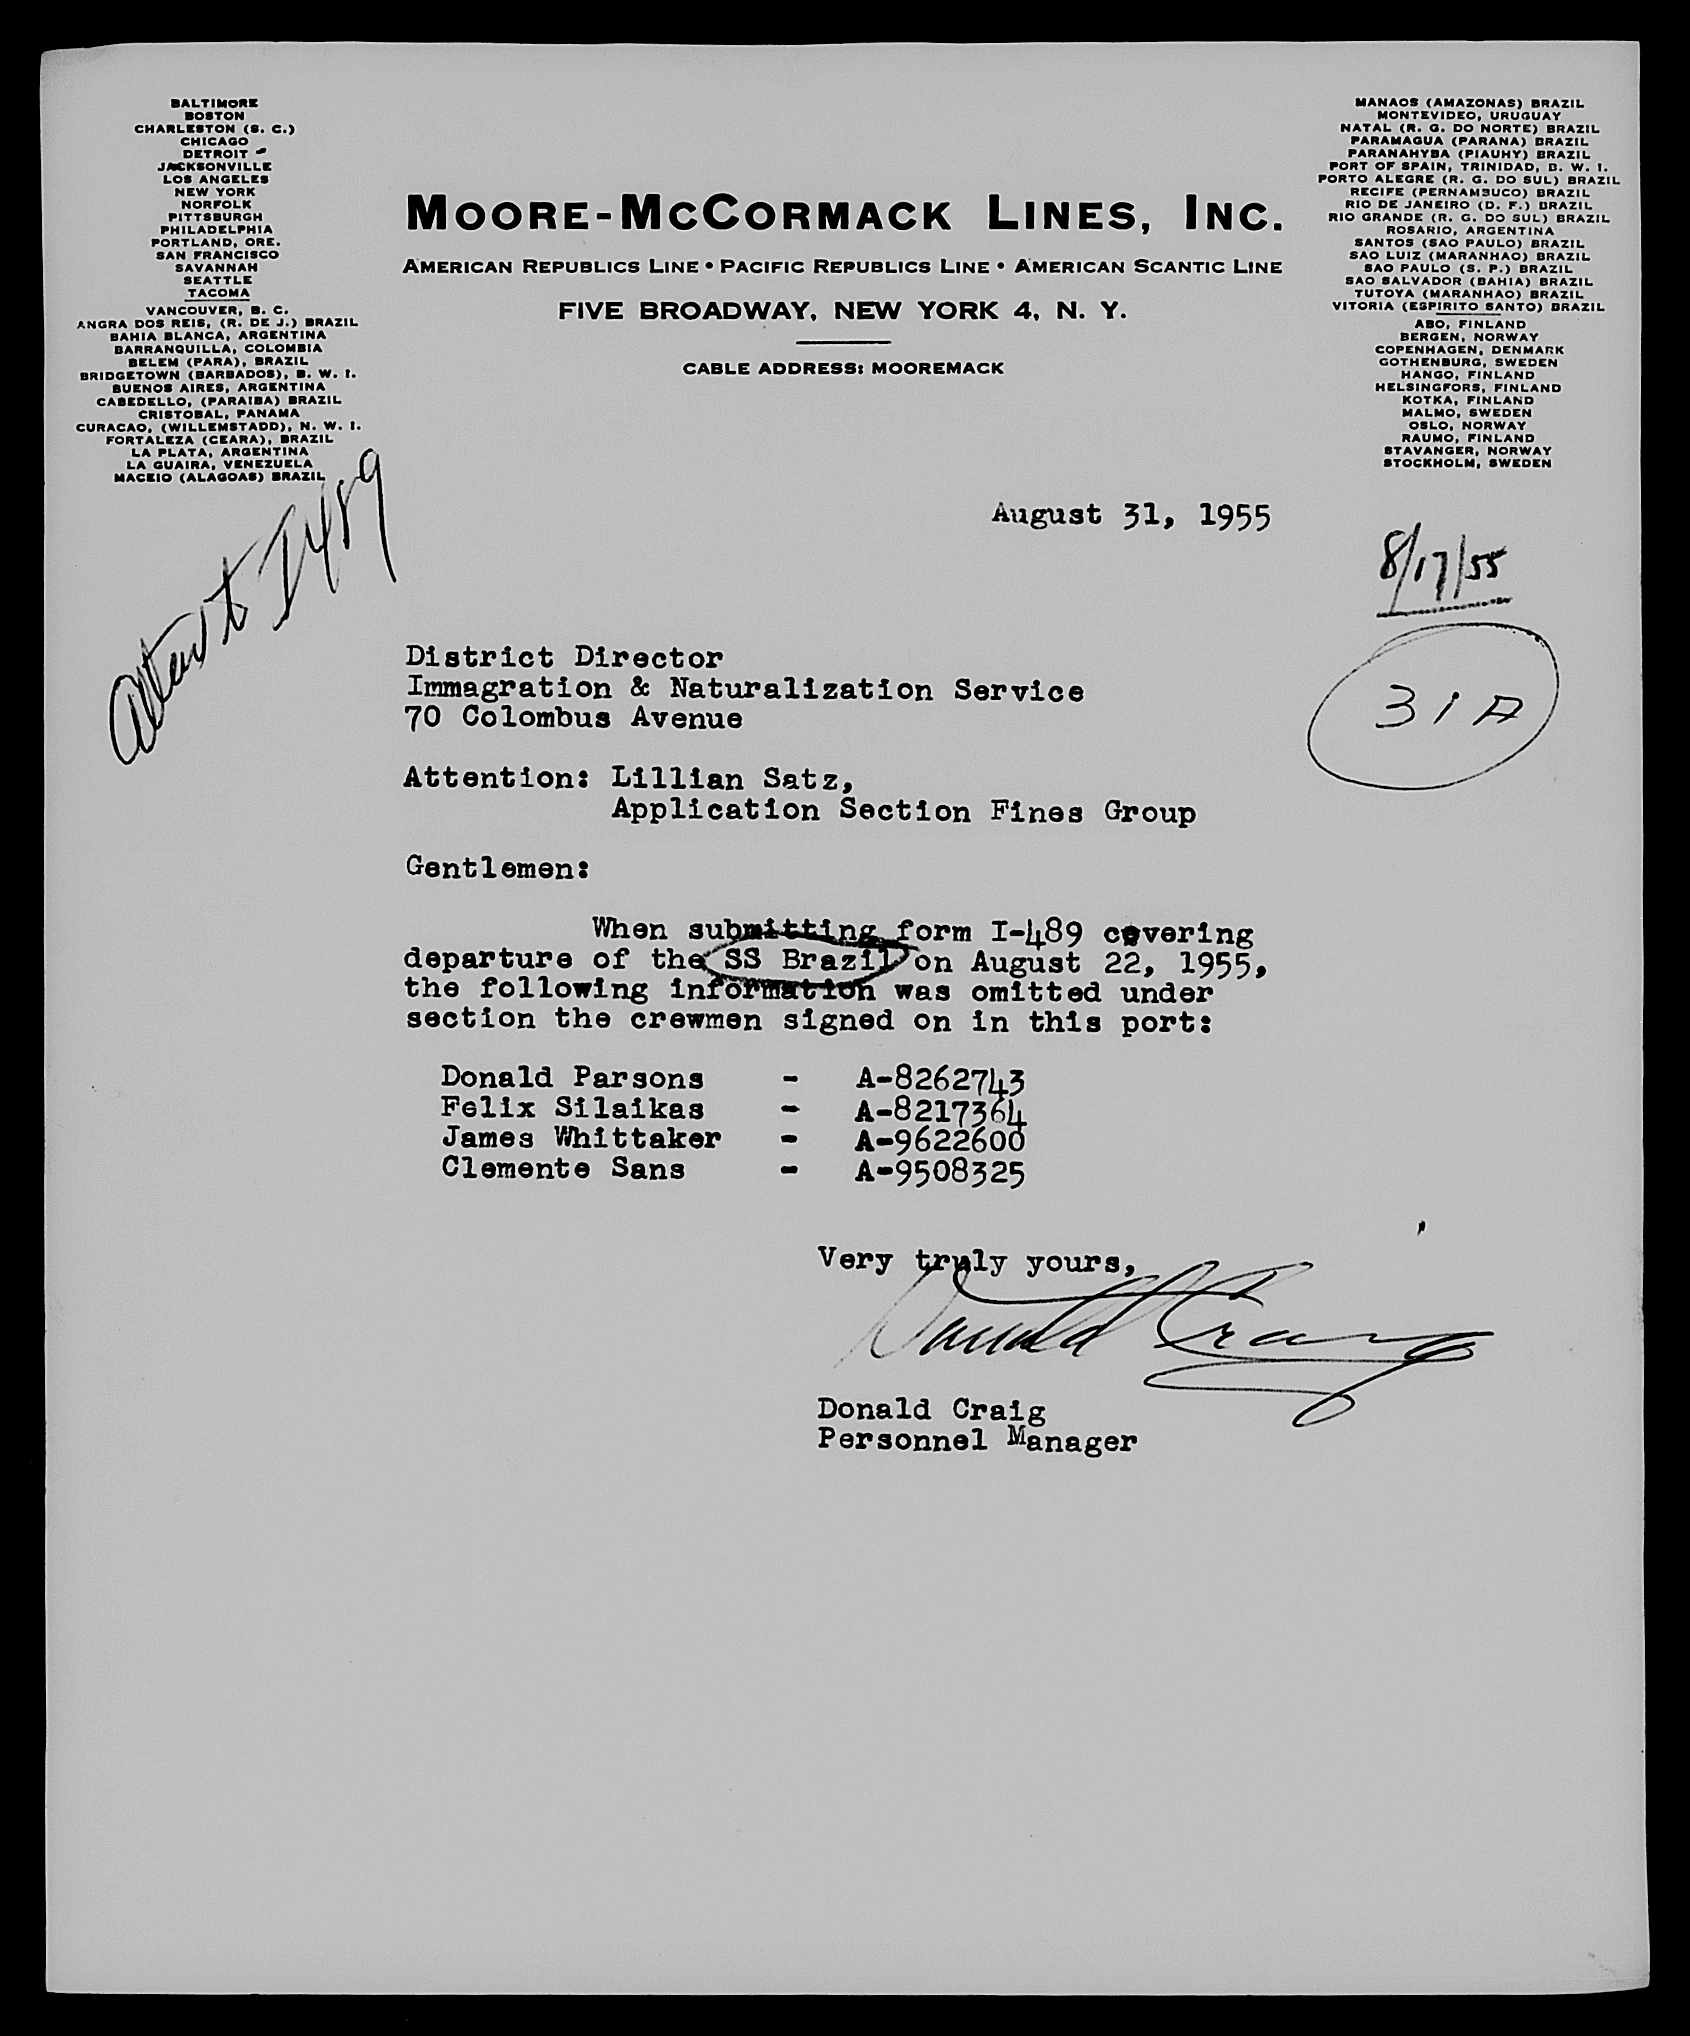 BALTIMORE
BOSTON
CHARLESTON (S. C.)
CHICAGO
DETROIT
JACKSONVILLE
LOS ANGELES
NEW YORK
NORFOLK
PITTSBURGH
PHILADELPHIA
PORTLAND, ORE.
SAN FRANCISCO
SAVANNAH
SEATTLE
TACOMA
VANCOUVER, B. C.
ANGRA DOS REIS, (R. DE J.) BRAZIL
BAHIA BLANCA, ARGENTINA
BARRANQUILLA, COLOMBIA
BELEM (PARA), BRAZIL
BRIDGETOWN (BARBADOS), B. W. I.
BUENOS AIRES, ARGENTINA
CABEDELLO, (PARAIBA) BRAZIL
CRISTOBAL, PANAMA
CURACAO, (WILLEMSTADD), N. W. I.
FORTALEZA (CEARA), BRAZIL
LA PLATA, ARGENTINA
LA GUAIRA, VENEZUELA
MACEIO (ALAGOAS) BRAZIL
MOORE-MCCORMACK LINES, INC.
AMERICAN REPUBLICS LINE • PACIFIC REPUBLICS LINE • AMERICAN SCANTIC LINE
FIVE BROADWAY, NEW YORK 4, N. Y.
CABLE ADDRESS: MOOREMACK
MANAOS (AMAZONAS) BRAZIL
MONTEVIDEO, URUGUAY
NATAL (R. G. DO NORTE) BRAZIL
PARAMAGUA (PARANA) BRAZIL
PARANAHYBA (PIAUHY) BRAZIL
PORT OF SPAIN, TRINIDAD, B. W. I.
PORTO ALEGRE (R. G. DO SUL) BRAZIL
RECIFE (PERNAMBUCO) BRAZIL
RIO DE JANEIRO (D. F.) BRAZIL
RIO GRANDE (R. G. DO SUL) BRAZIL
ROSARIO, ARGENTINA
SANTOS (SAO PAULO) BRAZIL
SAO LUIZ (MARANHAO) BRAZIL
SAO PAULO (S. P.) BRAZIL
SAO SALVADOR (BAHIA) BRAZIL
TUTOYA (MARANHAO) BRAZIL
VITORIA (ESPIRITO SANTO) BRAZIL
ABO, FINLAND
BERGEN, NORWAY
COPENHAGEN, DENMARK
GOTHENBURG, SWEDEN
HANGO, FINLAND
HELSINGFORS, FINLAND
KOTKA, FINLAND
MALMO, SWEDEN
OSLO, NORWAY
RAUMO, FINLAND
STAVANGER, NORWAY
STOCKHOLM, SWEDEN
August 31, 1955
8/17/55
31A
I489
District Director
Immagration & Naturalization Service
70 Colombus Avenue
Attention: Lillian Satz,
Application Section Fines Group
Gentlemen:
When submitting form I-489 covering
departure of the SS Brazil on August 22, 1955,
the following information was omitted under
section the crewmen signed on in this port:
Donald Parsons - A-8262743
Felix Silaikas - A-8217364
James Whittaker - A-9622600
Clemente Sans - A-9508325
Very truly yours,
Donald Craig
Donald Craig
Personnel Manager